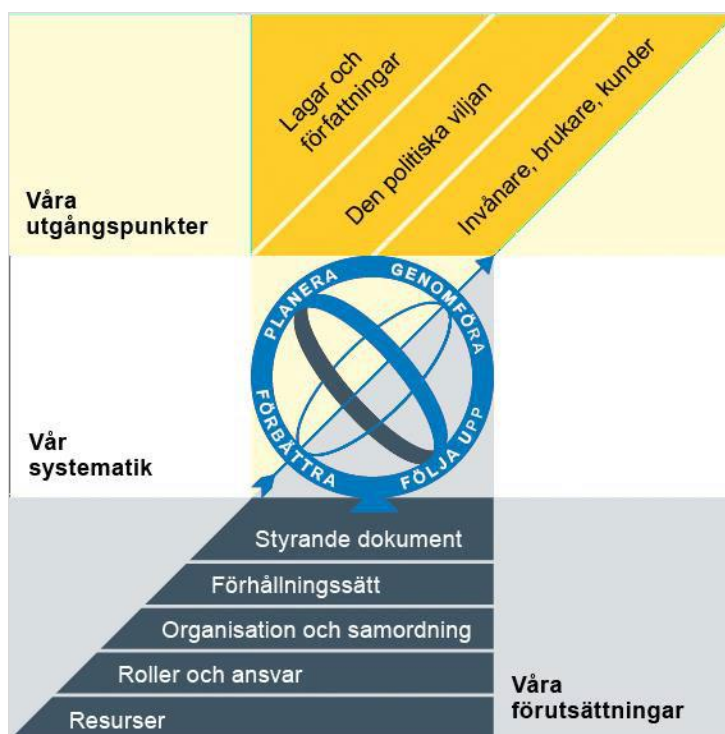 Lagar och
författningar
Den politiska viljan
Invånare, brukare, kunder
Våra
utgångspunkter
PLANERA
GENOMFÖRA
FÖRBÄTTRA
FÖLJA UPP
Vår
systematik
Styrande dokument
Förhållningssätt
Organisation och samordning
Roller och ansvar
Resurser
Våra
förutsättningar